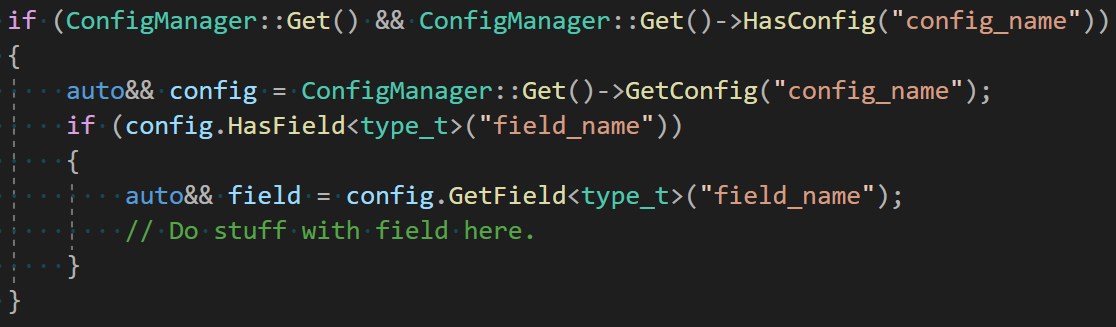 if (ConfigManager::Get() && ConfigManager::Get()->HasConfig("config_name"))
{
    auto&& config = ConfigManager::Get()->GetConfig("config_name");
    if (config.HasField<type_t>("field_name"))
    {
        auto&& field = config.GetField<type_t>("field_name");
        // Do stuff with field here.
    }
}